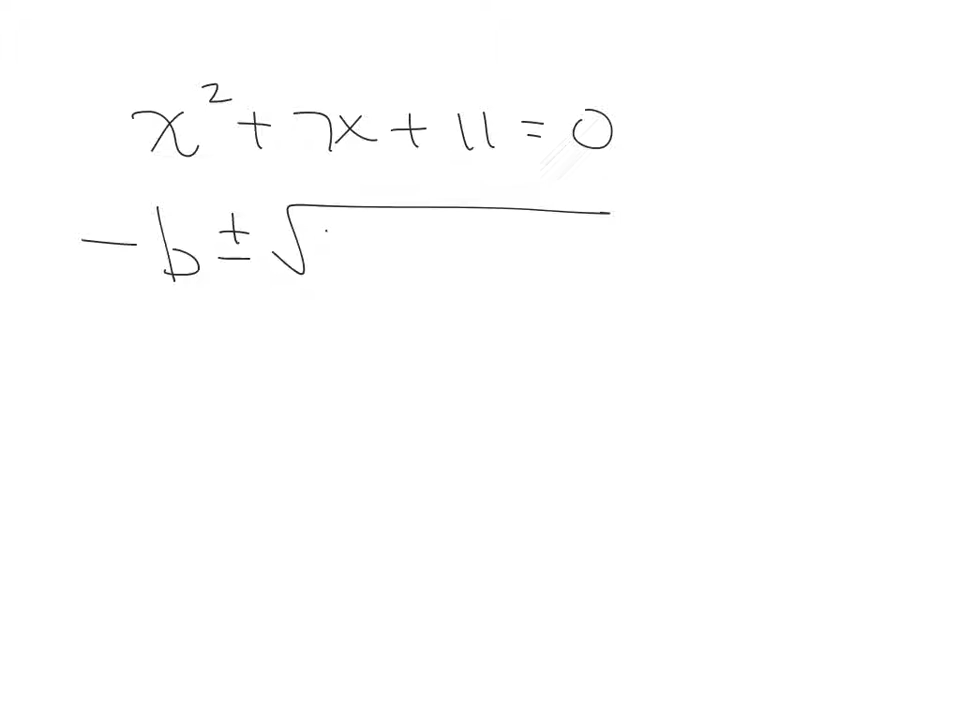 x² + 7x + 11 = 0
−b ± √